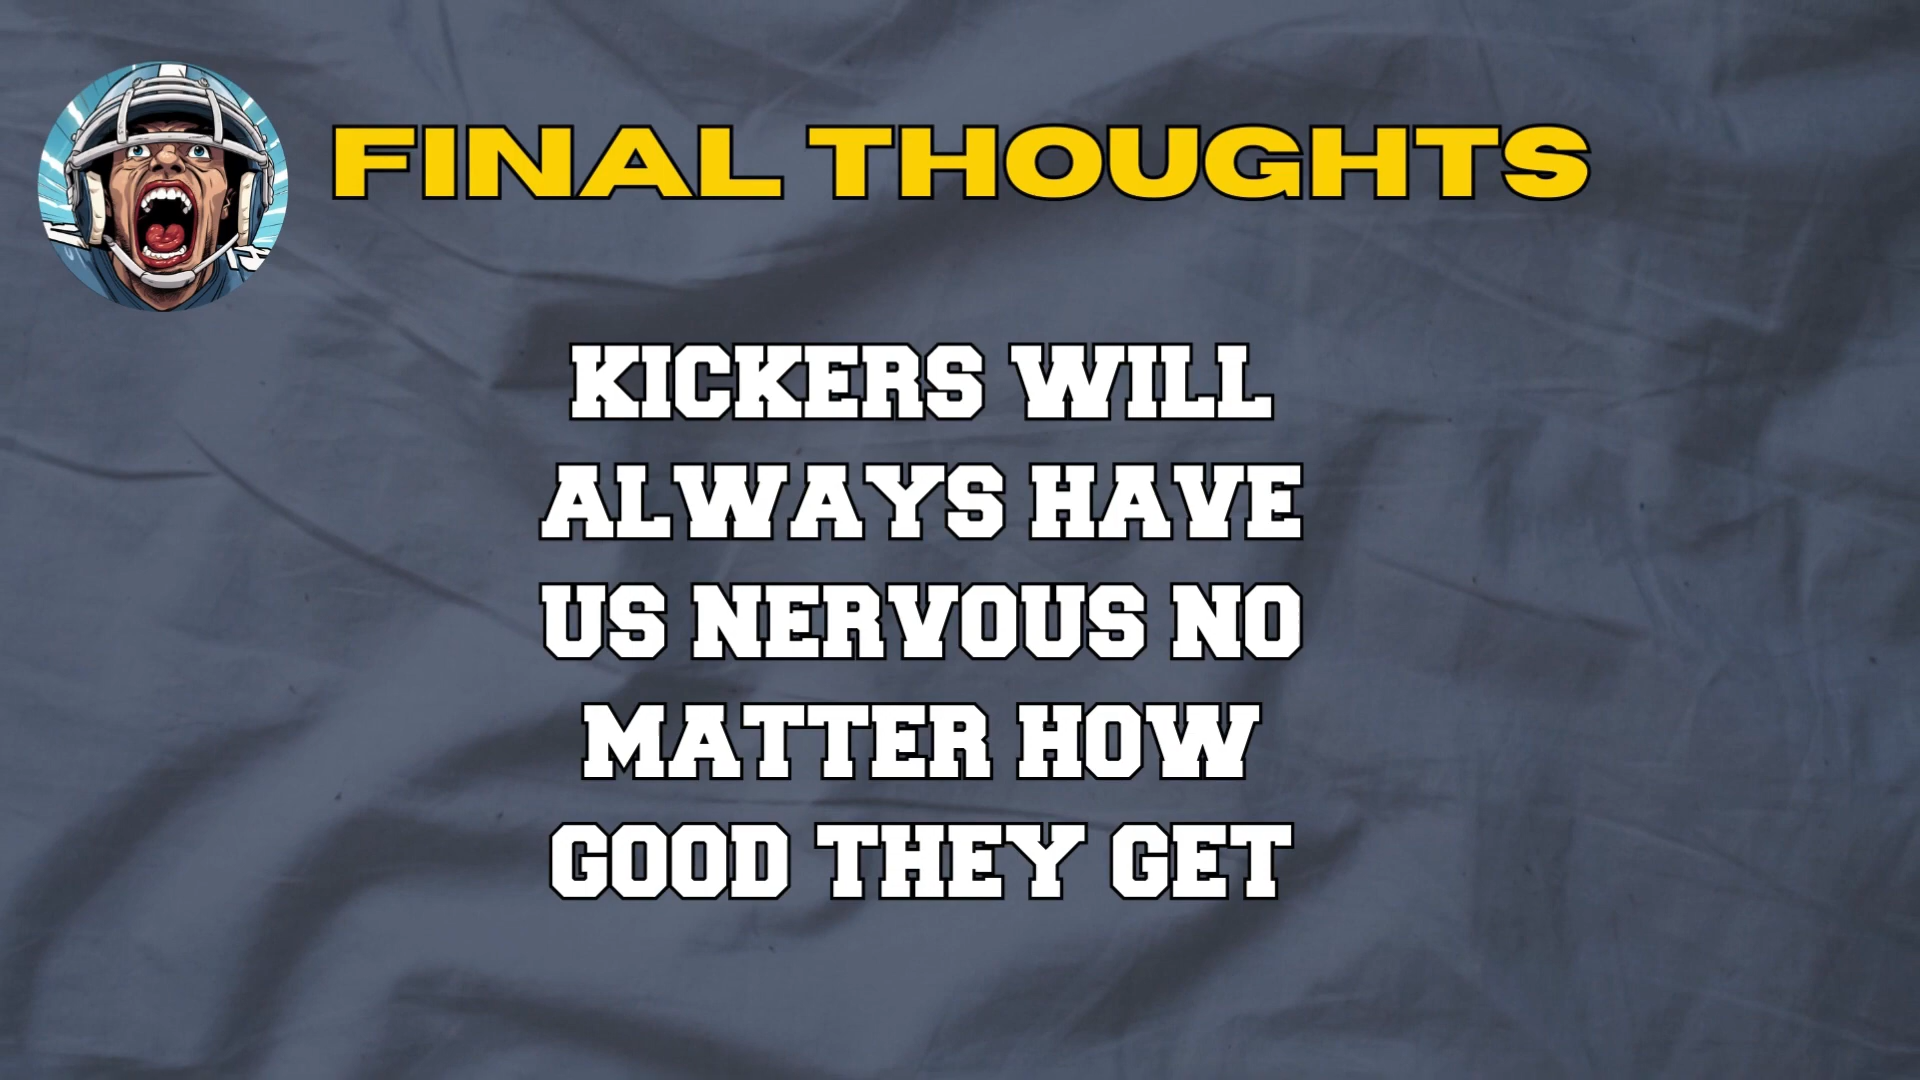 FINAL THOUGHTS
KICKERS WILL
ALWAYS HAVE
US NERVOUS NO
MATTER HOW
GOOD THEY GET